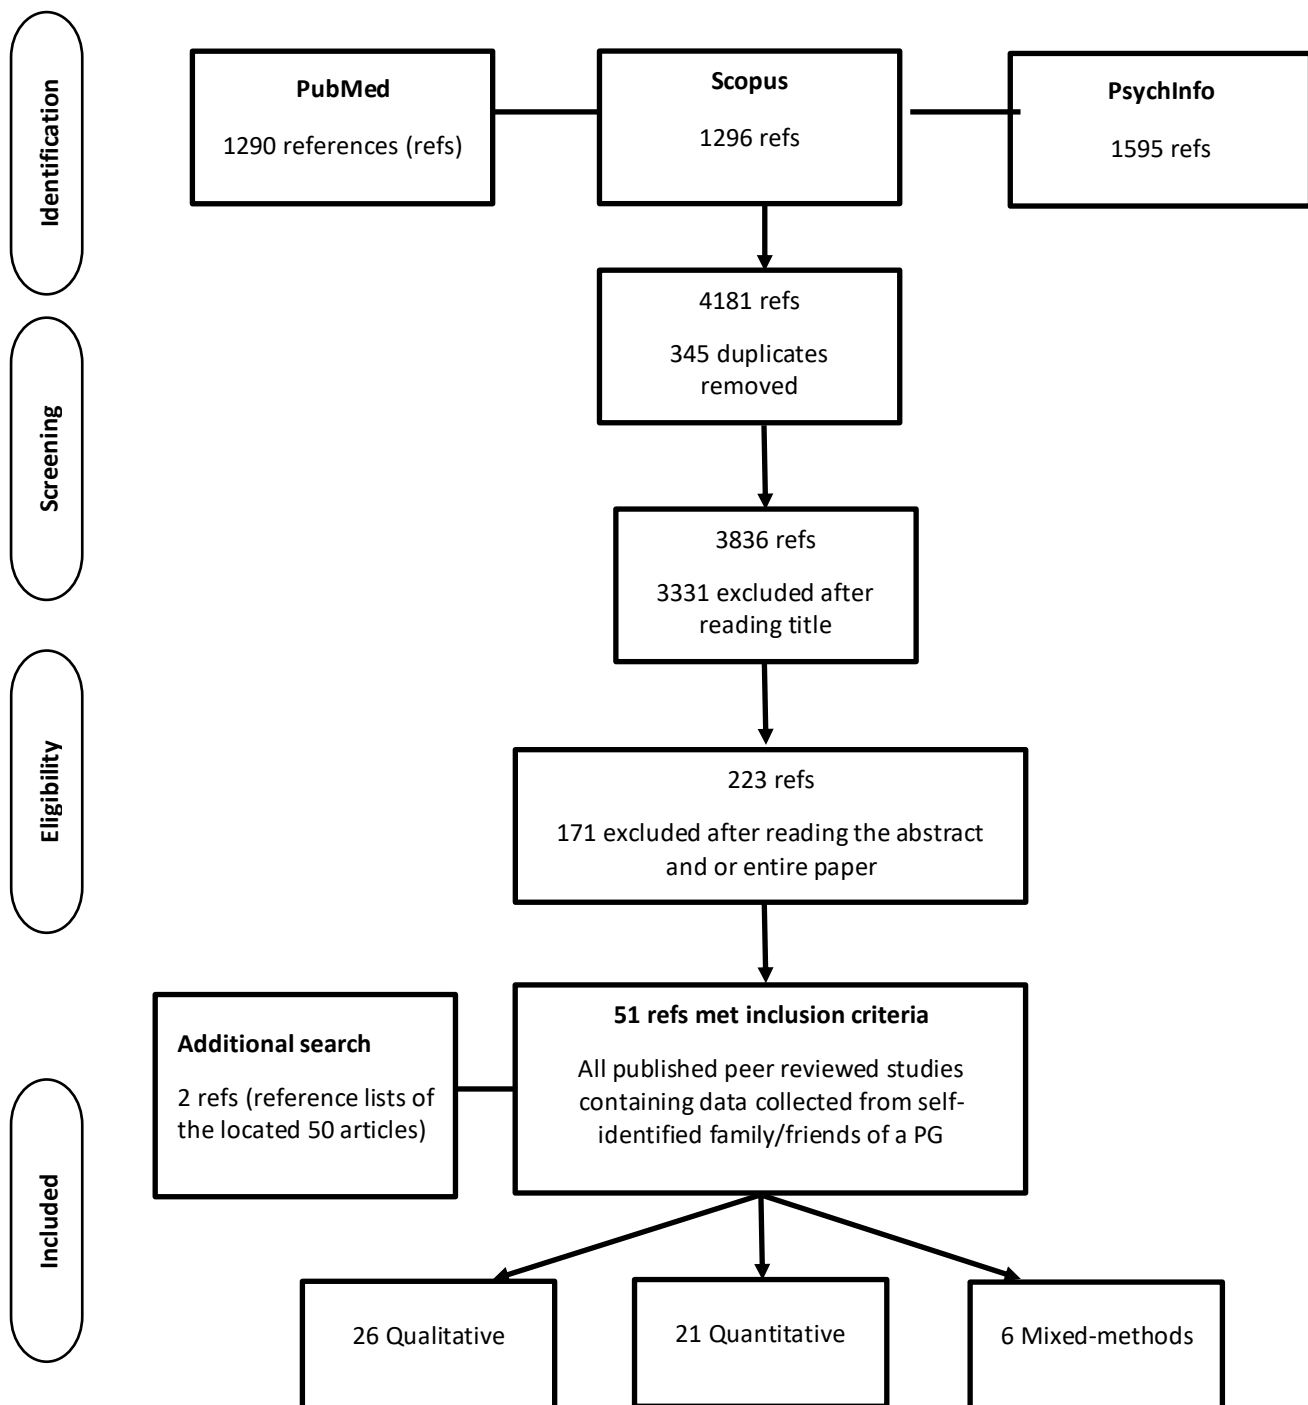 Identification
PubMed
1290 references (refs)
Scopus
1296 refs
PsychInfo
1595 refs
Screening
4181 refs
345 duplicates
removed
3836 refs
3331 excluded after
reading title
Eligibility
223 refs
171 excluded after reading the abstract
and or entire paper
Included
Additional search
2 refs (reference lists of
the located 50 articles)
51 refs met inclusion criteria
All published peer reviewed studies
containing data collected from self-
identified family/friends of a PG
26 Qualitative
21 Quantitative
6 Mixed-methods